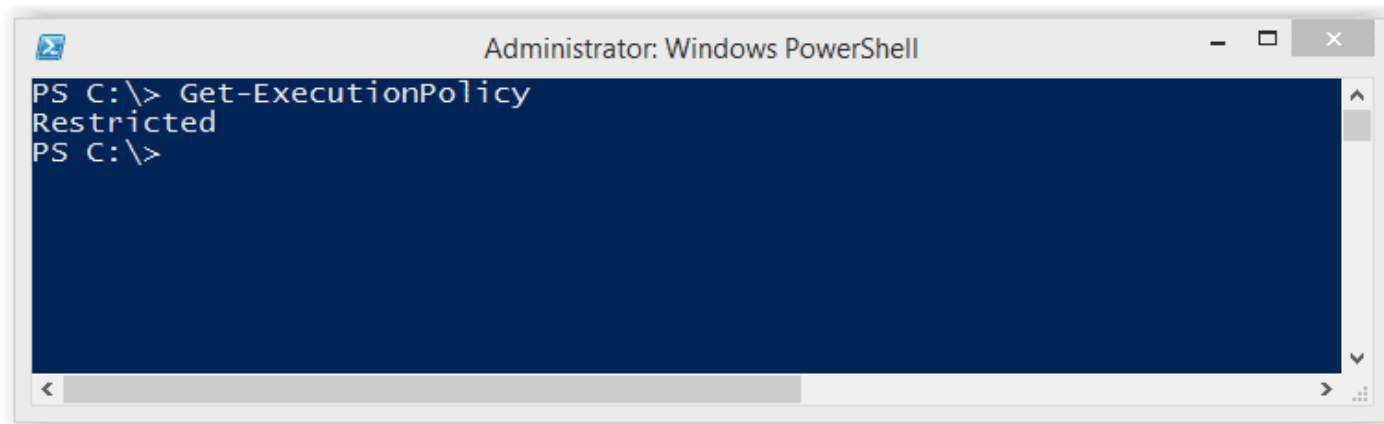 Administrator: Windows PowerShell
PS C:\> Get-ExecutionPolicy
Restricted
PS C:\>